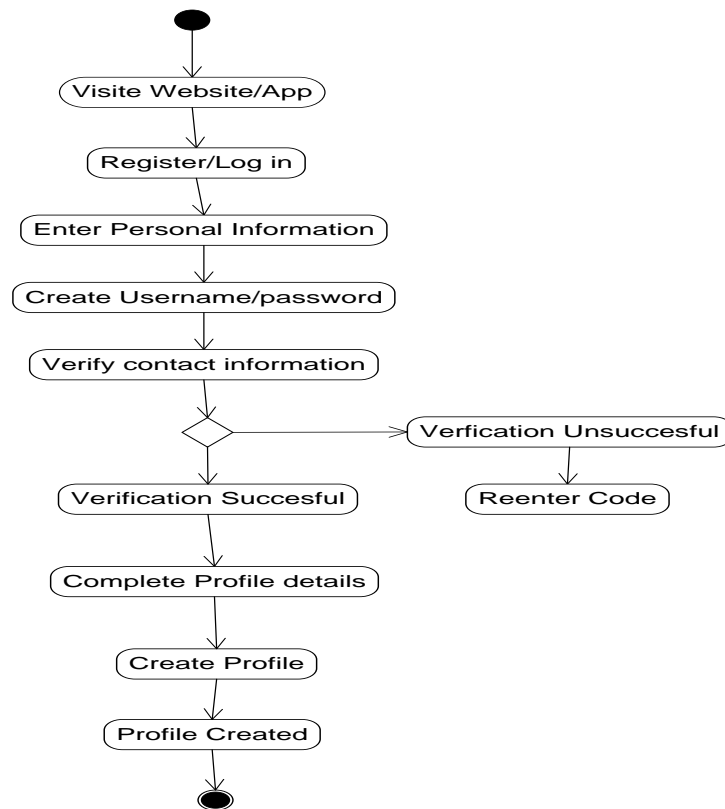 Visite Website/App
Register/Log in
Enter Personal Information
Create Username/password
Verify contact information
Verfication Unsuccesful
Verification Succesful
Reenter Code
Complete Profile details
Create Profile
Profile Created